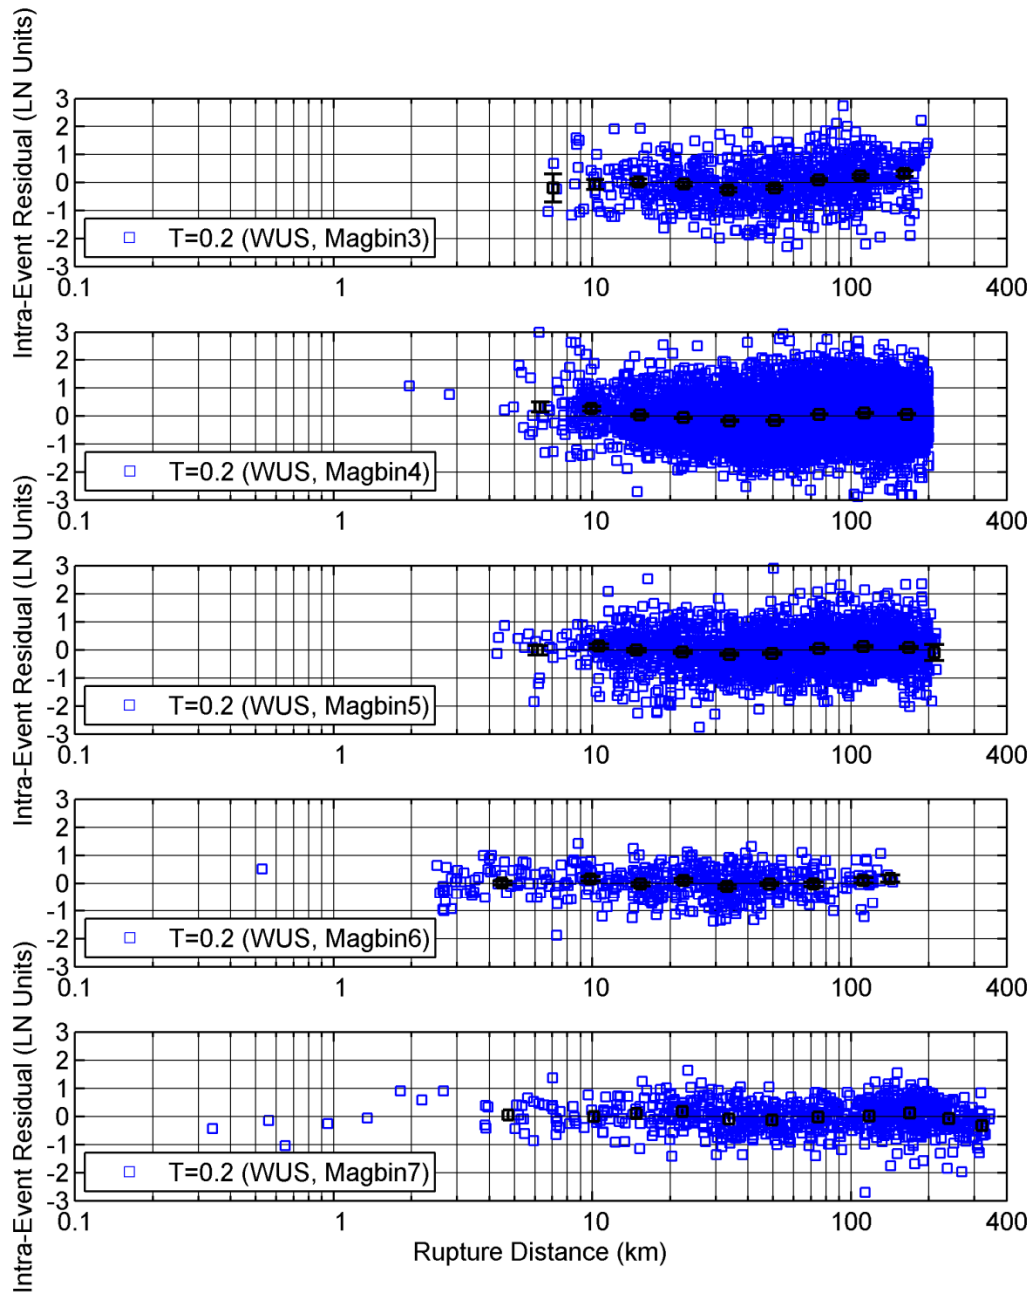 Intra-Event Residual (LN Units)
3
2
1
0
-1
-2
-3
T=0.2 (WUS, Magbin3)
0.1 1 10 100 400
3
2
1
0
-1
-2
-3
T=0.2 (WUS, Magbin4)
0.1 1 10 100 400
Intra-Event Residual (LN Units)
3
2
1
0
-1
-2
-3
T=0.2 (WUS, Magbin5)
0.1 1 10 100 400
3
2
1
0
-1
-2
-3
T=0.2 (WUS, Magbin6)
0.1 1 10 100 400
Intra-Event Residual (LN Units)
3
2
1
0
-1
-2
-3
T=0.2 (WUS, Magbin7)
0.1 1 10 100 400
Rupture Distance (km)